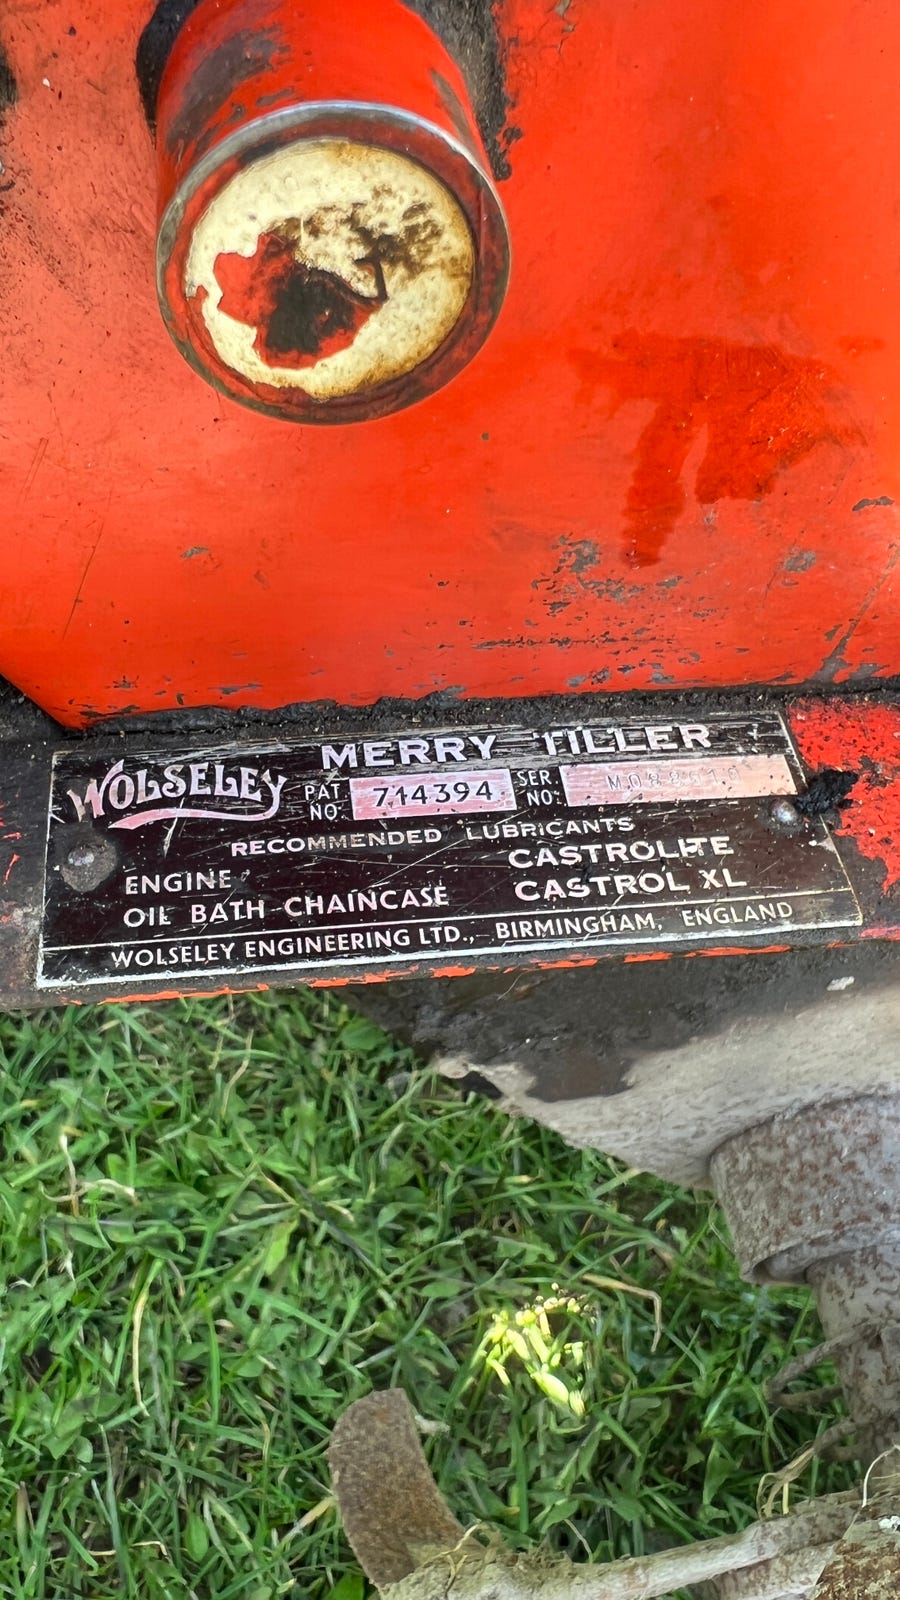 MERRY TILLER
WOLSELEY
PAT. NO. 714394 SER. NO.
RECOMMENDED LUBRICANTS
ENGINE CASTROLITE
OIL BATH CHAINCASE CASTROL XL
WOLSELEY ENGINEERING LTD., BIRMINGHAM, ENGLAND